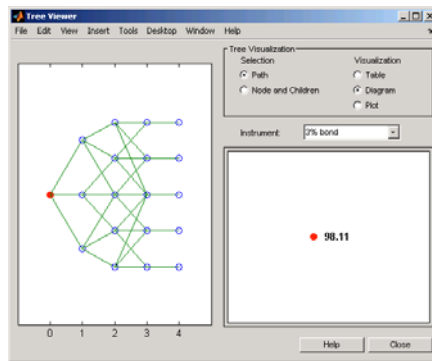 Tree Viewer
File Edit View Insert Tools Desktop Window Help
Tree Visualization
Selection Visualization
Path Table
Node and Children Diagram
Plot
Instrument: 3% bond
98.11
0 1 2 3 4
Help Close